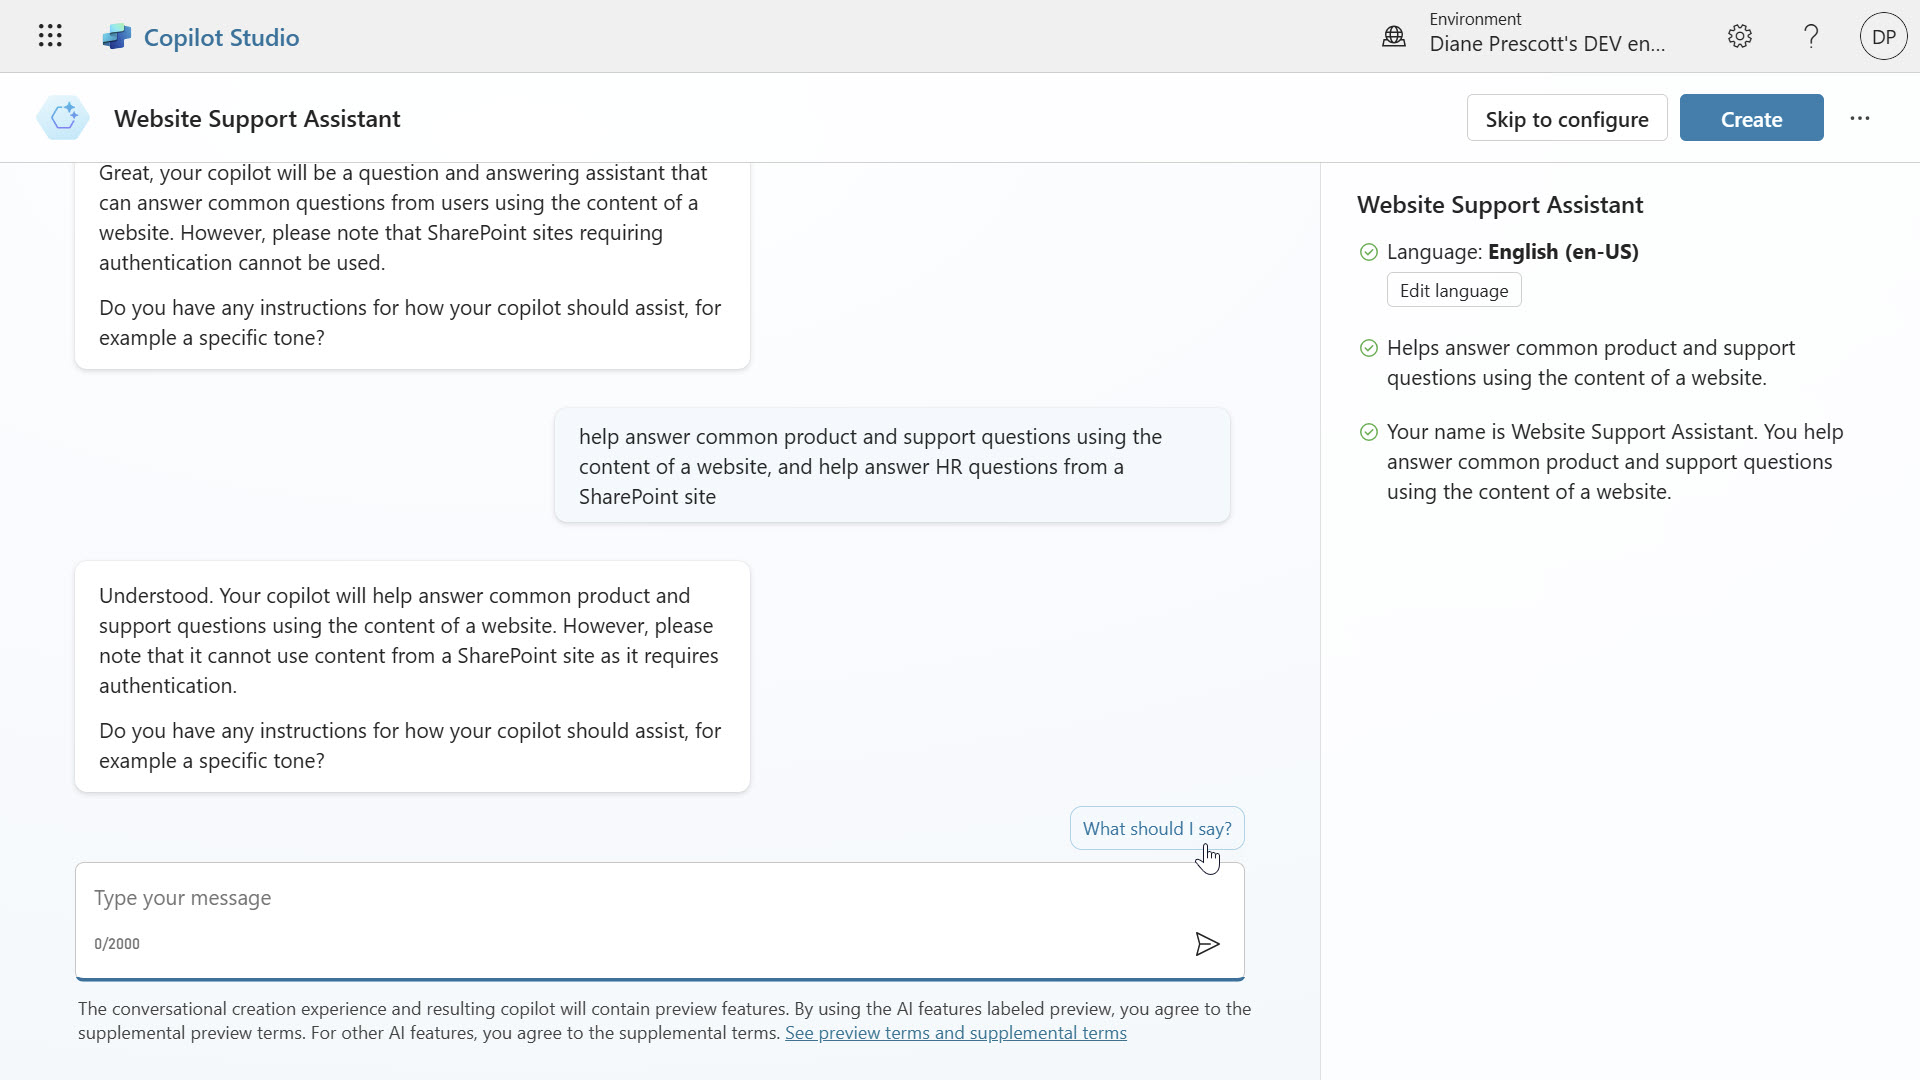 Copilot Studio
Environment
Diane Prescott's DEV en...
DP
Website Support Assistant
Skip to configure
Create
Great, your copilot will be a question and answering assistant that
can answer common questions from users using the content of a
website. However, please note that SharePoint sites requiring
authentication cannot be used.
Do you have any instructions for how your copilot should assist, for
example a specific tone?
help answer common product and support questions using the
content of a website, and help answer HR questions from a
SharePoint site
Understood. Your copilot will help answer common product and
support questions using the content of a website. However, please
note that it cannot use content from a SharePoint site as it requires
authentication.
Do you have any instructions for how your copilot should assist, for
example a specific tone?
What should I say?
Type your message
0/2000
The conversational creation experience and resulting copilot will contain preview features. By using the AI features labeled preview, you agree to the
supplemental preview terms. For other AI features, you agree to the supplemental terms. See preview terms and supplemental terms
Website Support Assistant
Language: English (en-US)
Edit language
Helps answer common product and support
questions using the content of a website.
Your name is Website Support Assistant. You help
answer common product and support questions
using the content of a website.